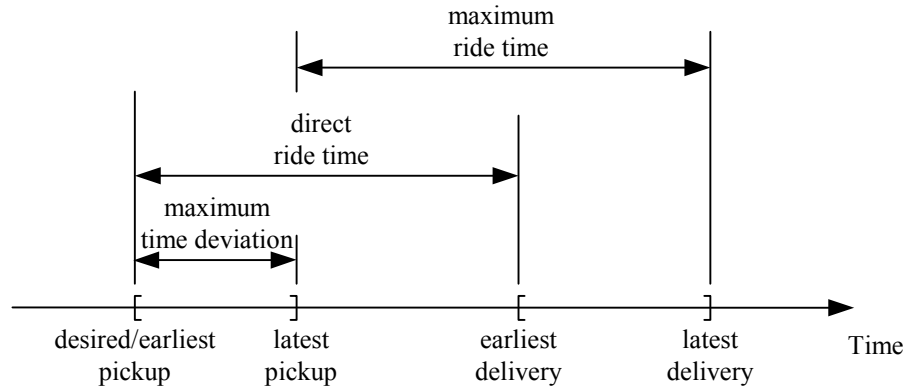 maximum
ride time
direct
ride time
maximum
time deviation
desired/earliest
pickup
latest
pickup
earliest
delivery
latest
delivery
Time